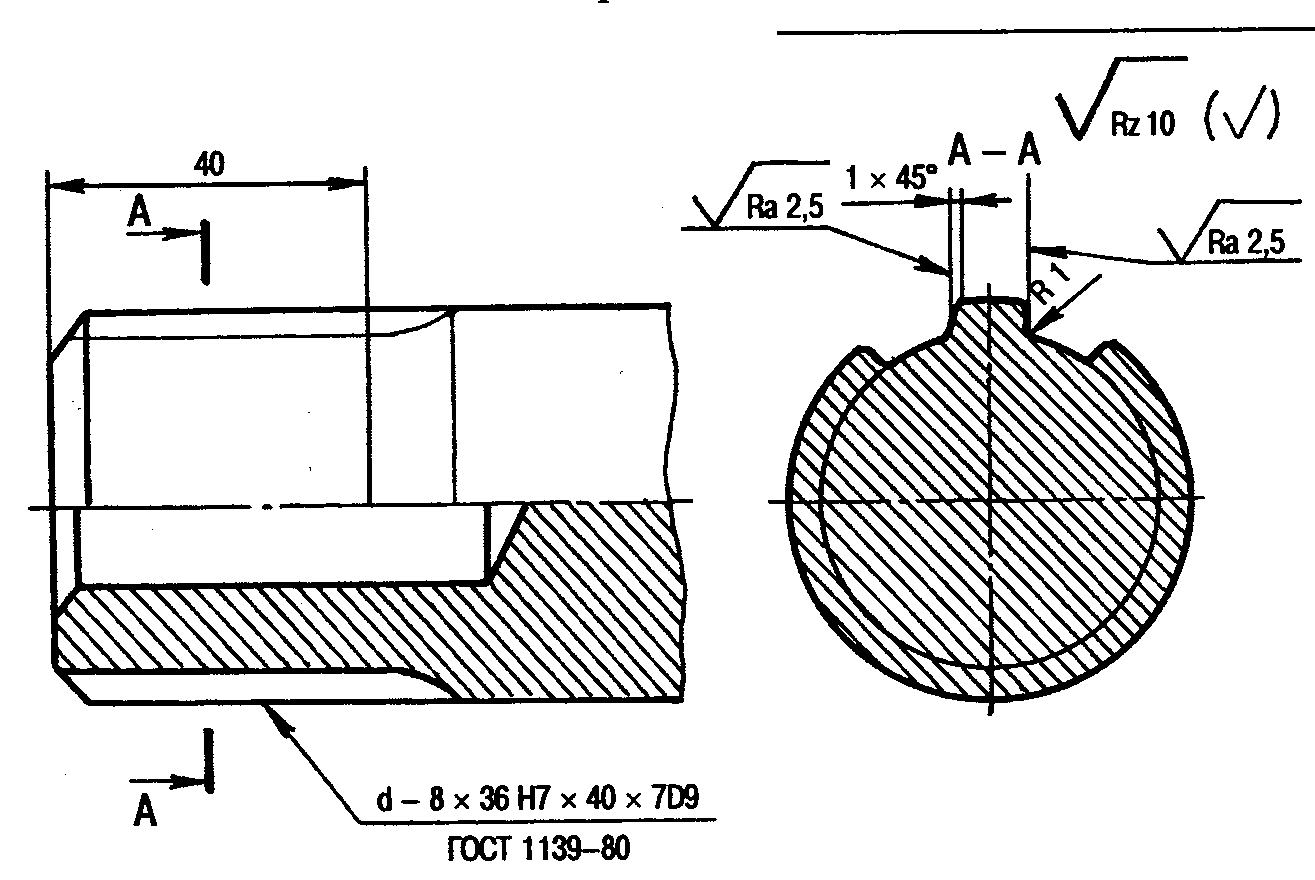 Rz 10 (√)
А – А
40
1 × 45°
А
Ra 2,5
Ra 2,5
R 1
d – 8 × 36 H7 × 40 × 7D9
А
ГОСТ 1139–80